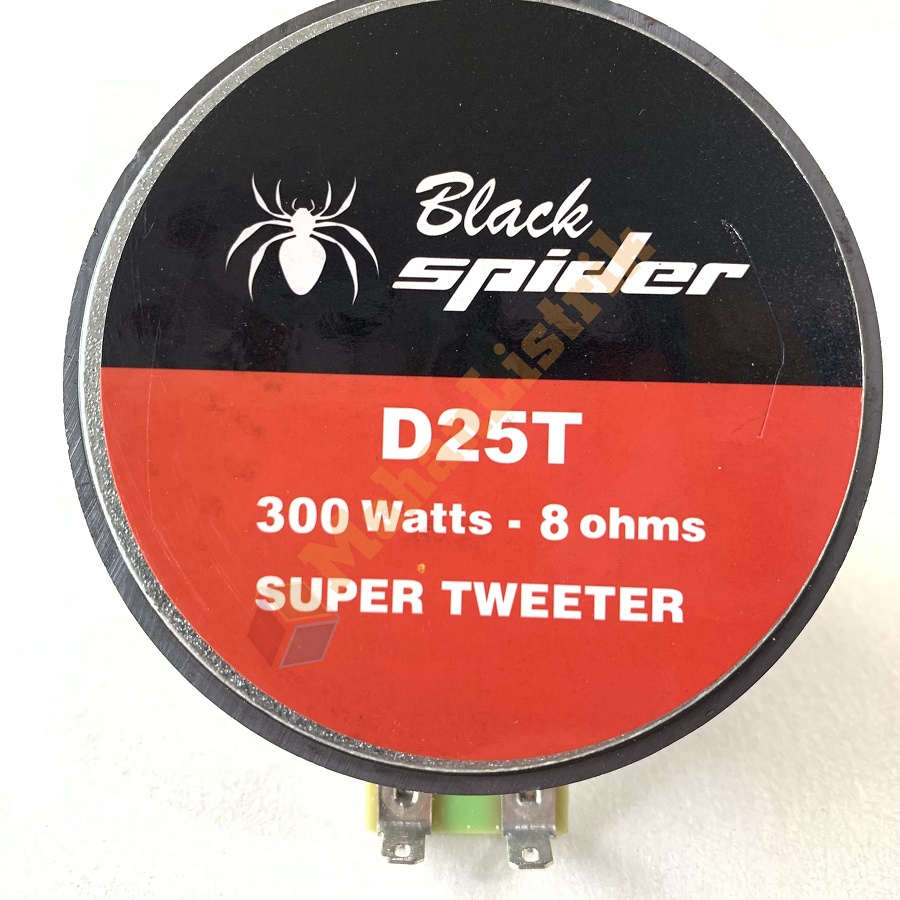 Black
spider
D25T
300 Watts - 8 ohms
SUPER TWEETER